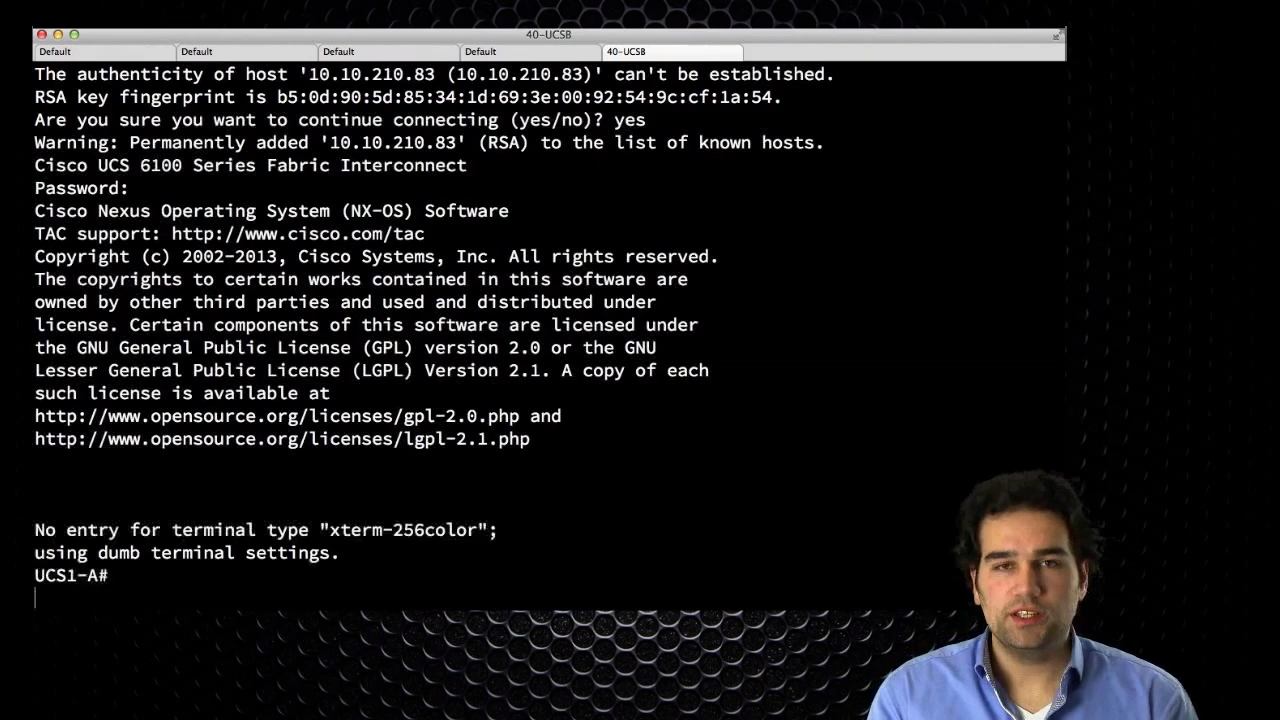 40-UCSB
Default Default Default Default 40-UCSB
The authenticity of host '10.10.210.83 (10.10.210.83)' can't be established.
RSA key fingerprint is b5:0d:90:5d:85:34:1d:69:3e:00:92:54:9c:cf:1a:54.
Are you sure you want to continue connecting (yes/no)? yes
Warning: Permanently added '10.10.210.83' (RSA) to the list of known hosts.
Cisco UCS 6100 Series Fabric Interconnect
Password:
Cisco Nexus Operating System (NX-OS) Software
TAC support: http://www.cisco.com/tac
Copyright (c) 2002-2013, Cisco Systems, Inc. All rights reserved.
The copyrights to certain works contained in this software are
owned by other third parties and used and distributed under
license. Certain components of this software are licensed under
the GNU General Public License (GPL) version 2.0 or the GNU
Lesser General Public License (LGPL) Version 2.1. A copy of each
such license is available at
http://www.opensource.org/licenses/gpl-2.0.php and
http://www.opensource.org/licenses/lgpl-2.1.php
No entry for terminal type "xterm-256color";
using dumb terminal settings.
UCS1-A#